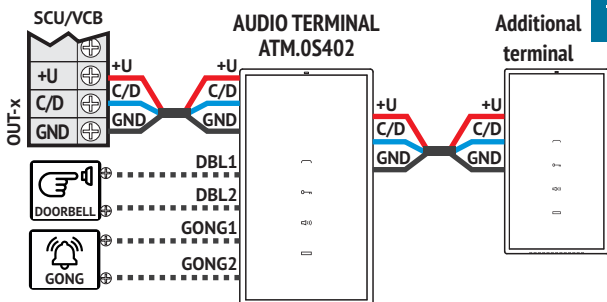 SCU/VCB
AUDIO TERMINAL
ATM.0S402
Additional
terminal
OUT-x
+U
C/D
GND
+U
C/D
GND
+U
C/D
GND
+U
C/D
GND
+U
C/D
GND
DBL1
DBL2
DOORBELL
GONG1
GONG2
GONG